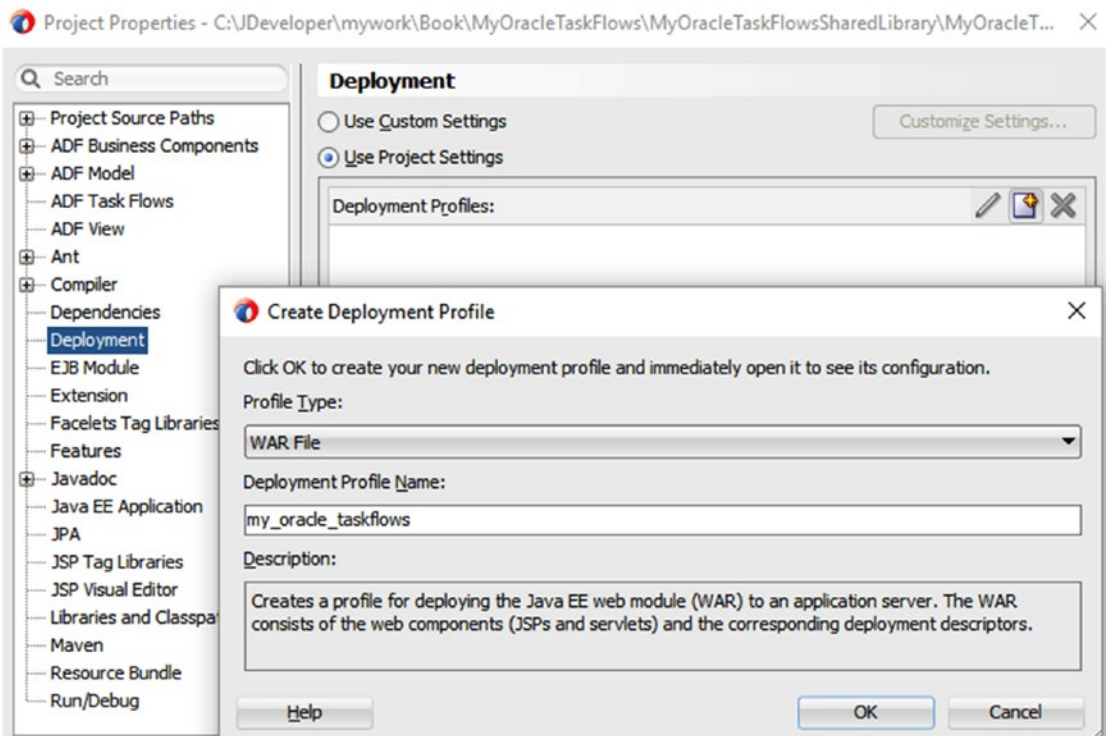 Project Properties - C:\JDeveloper\mywork\Book\MyOracleTaskFlows\MyOracleTaskFlowsSharedLibrary\MyOracleT...
Search
Project Source Paths
ADF Business Components
ADF Model
ADF Task Flows
ADF View
Ant
Compiler
Dependencies
Deployment
EJB Module
Extension
Facelets Tag Libraries
Features
Javadoc
Java EE Application
JPA
JSP Tag Libraries
JSP Visual Editor
Libraries and Classpa
Maven
Resource Bundle
Run/Debug
Deployment
Use Custom Settings
Customize Settings...
Use Project Settings
Deployment Profiles:
Create Deployment Profile
Click OK to create your new deployment profile and immediately open it to see its configuration.
Profile Type:
WAR File
Deployment Profile Name:
my_oracle_taskflows
Description:
Creates a profile for deploying the Java EE web module (WAR) to an application server. The WAR
consists of the web components (JSPs and servlets) and the corresponding deployment descriptors.
Help
OK
Cancel